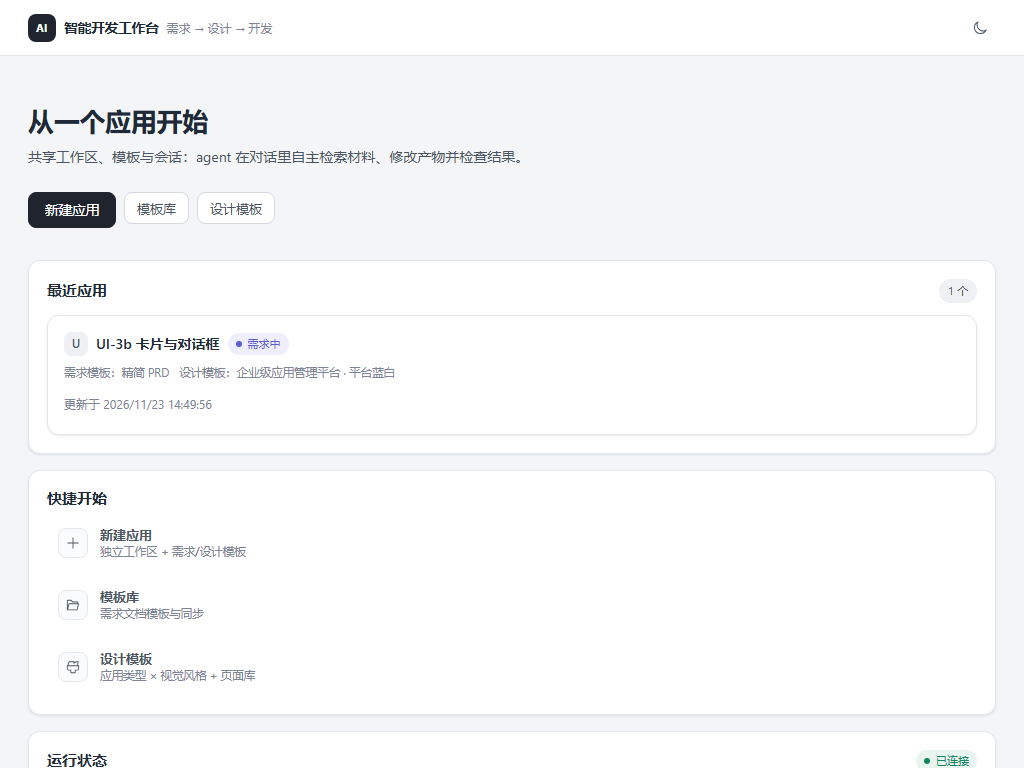 AI 智能开发工作台 需求 → 设计 → 开发
从一个应用开始
共享工作区、模板与会话：agent 在对话里自主检索材料、修改产物并检查结果。
新建应用 模板库 设计模板
最近应用 1 个
U UI-3b 卡片与对话框 需求中
需求模板：精简 PRD 设计模板：企业级应用管理平台 · 平台蓝白
更新于 2026/11/23 14:49:56
快捷开始
新建应用
独立工作区 + 需求/设计模板
模板库
需求文档模板与同步
设计模板
应用类型 × 视觉风格 + 页面库
运行状态 已连接